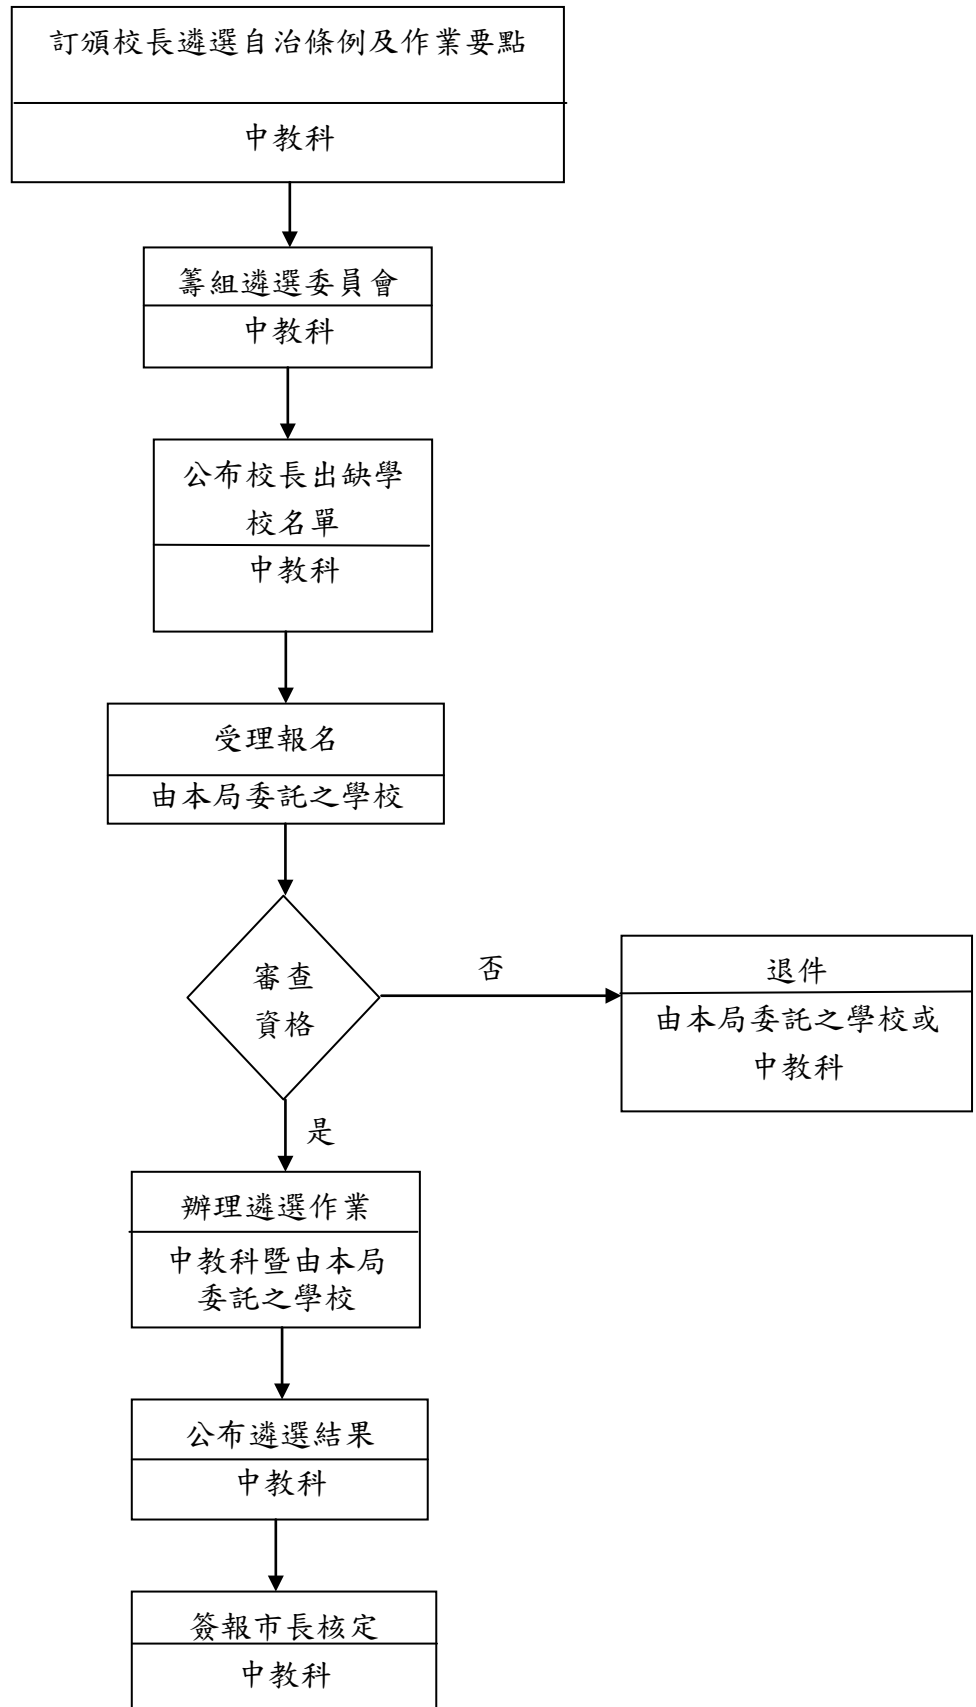 訂頒校長遴選自治條例及作業要點
中教科
籌組遴選委員會
中教科
公布校長出缺學
校名單
中教科
受理報名
由本局委託之學校
審查
資格
否
退件
由本局委託之學校或
中教科
是
辦理遴選作業
中教科暨由本局
委託之學校
公布遴選結果
中教科
簽報市長核定
中教科